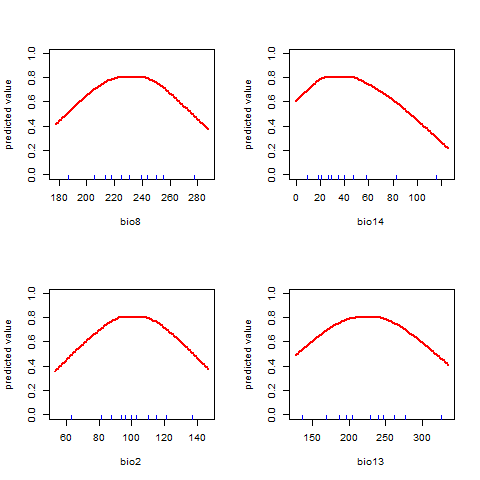 predicted value
0.0 0.2 0.4 0.6 0.8 1.0
180 200 220 240 260 280
bio8
predicted value
0.0 0.2 0.4 0.6 0.8 1.0
0 20 40 60 80 100
bio14
predicted value
0.0 0.2 0.4 0.6 0.8 1.0
60 80 100 120 140
bio2
predicted value
0.0 0.2 0.4 0.6 0.8 1.0
150 200 250 300
bio13